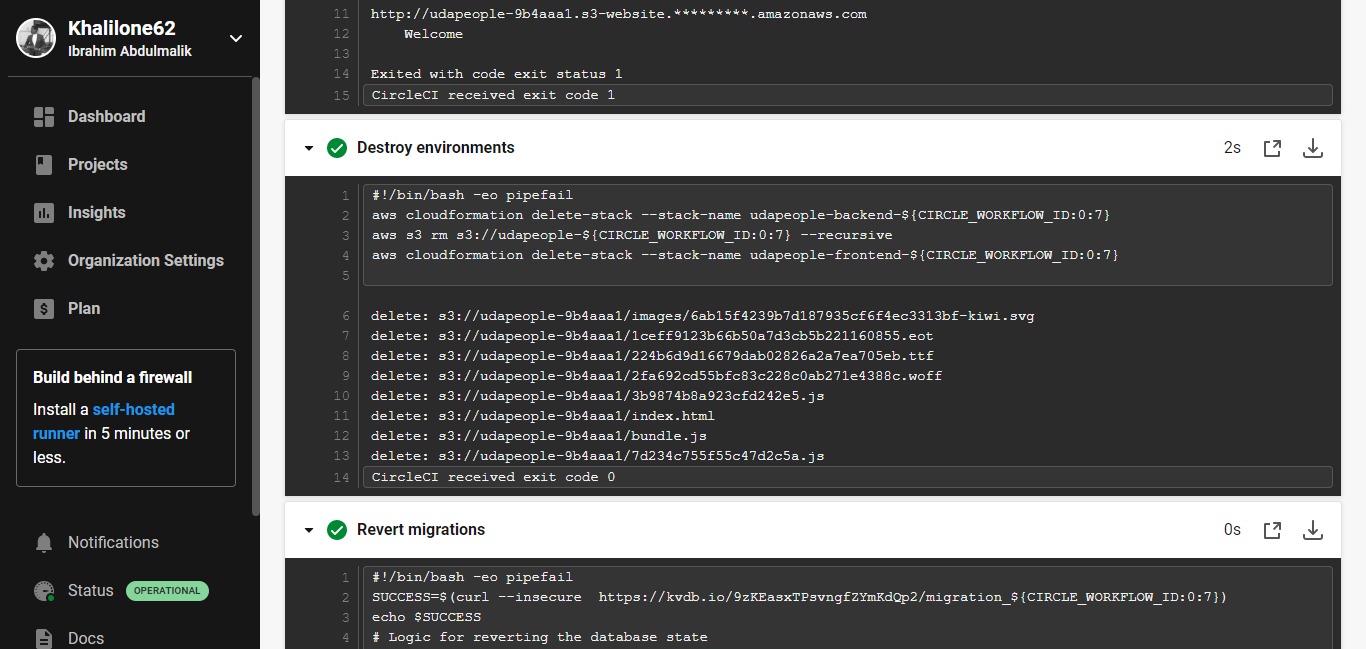 Khalilone62
Ibrahim Abdulmalik
Dashboard
Projects
Insights
Organization Settings
Plan
Build behind a firewall
Install a self-hosted
runner in 5 minutes or
less.
Notifications
Status OPERATIONAL
Docs
11 http://udapeople-9b4aaa1.s3-website.*********.amazonaws.com
12 Welcome
13
14 Exited with code exit status 1
15 CircleCI received exit code 1
Destroy environments 2s
1 #!/bin/bash -eo pipefail
2 aws cloudformation delete-stack --stack-name udapeople-backend-${CIRCLE_WORKFLOW_ID:0:7}
3 aws s3 rm s3://udapeople-${CIRCLE_WORKFLOW_ID:0:7} --recursive
4 aws cloudformation delete-stack --stack-name udapeople-frontend-${CIRCLE_WORKFLOW_ID:0:7}
5
6 delete: s3://udapeople-9b4aaa1/images/6ab15f4239b7d187935cf6f4ec3313bf-kiwi.svg
7 delete: s3://udapeople-9b4aaa1/1ceff9123b66b50a7d3cb5b221160855.eot
8 delete: s3://udapeople-9b4aaa1/224b6d9d16679dab02826a2a7ea705eb.ttf
9 delete: s3://udapeople-9b4aaa1/2fa692cd55bfc83c228c0ab271e4388c.woff
10 delete: s3://udapeople-9b4aaa1/3b9874b8a923cfd242e5.js
11 delete: s3://udapeople-9b4aaa1/index.html
12 delete: s3://udapeople-9b4aaa1/bundle.js
13 delete: s3://udapeople-9b4aaa1/7d234c755f55c47d2c5a.js
14 CircleCI received exit code 0
Revert migrations 0s
1 #!/bin/bash -eo pipefail
2 SUCCESS=$(curl --insecure  https://kvdb.io/9zKEasxTPsvngfZYmKdQp2/migration_${CIRCLE_WORKFLOW_ID:0:7})
3 echo $SUCCESS
4 # Logic for reverting the database state